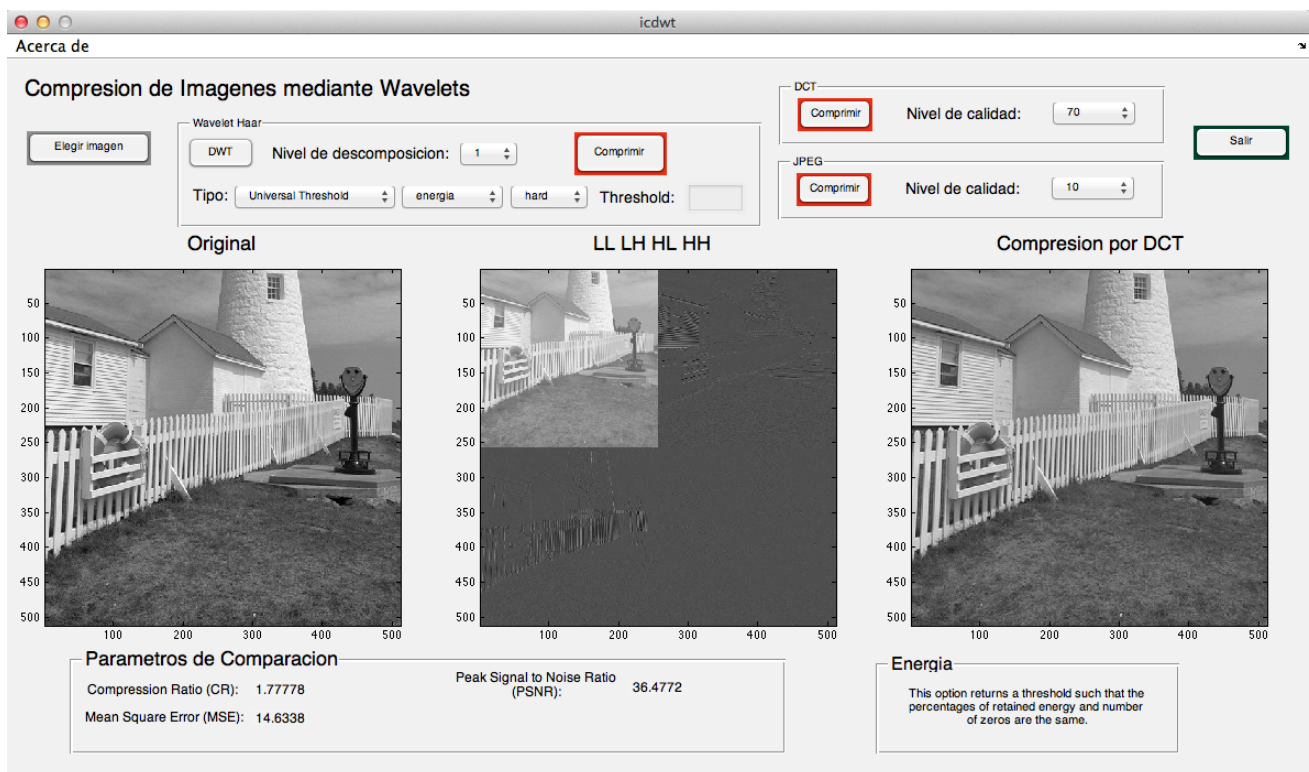 icdwt
Acerca de
Compresion de Imagenes mediante Wavelets
Elegir imagen
Wavelet Haar
DWT Nivel de descomposicion: 1 Comprimir
Tipo: Universal Threshold energia hard Threshold:
DCT
Comprimir Nivel de calidad: 70
JPEG
Comprimir Nivel de calidad: 10
Salir
Original
50
100
150
200
250
300
350
400
450
500
100 200 300 400 500
LL LH HL HH
50
100
150
200
250
300
350
400
450
500
100 200 300 400 500
Compresion por DCT
50
100
150
200
250
300
350
400
450
500
100 200 300 400 500
Parametros de Comparacion
Compression Ratio (CR): 1.77778
Mean Square Error (MSE): 14.6338
Peak Signal to Noise Ratio
(PSNR): 36.4772
Energia
This option returns a threshold such that the
percentages of retained energy and number
of zeros are the same.